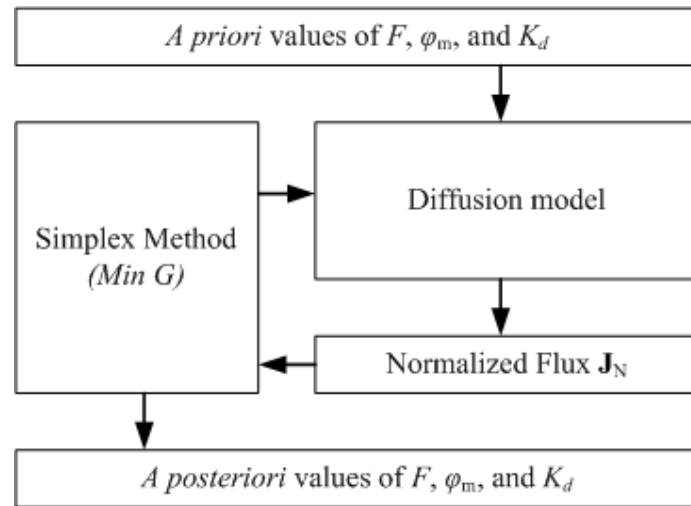 A priori values of F, φm, and Kd
Simplex Method
(Min G)
Diffusion model
Normalized Flux JN
A posteriori values of F, φm, and Kd